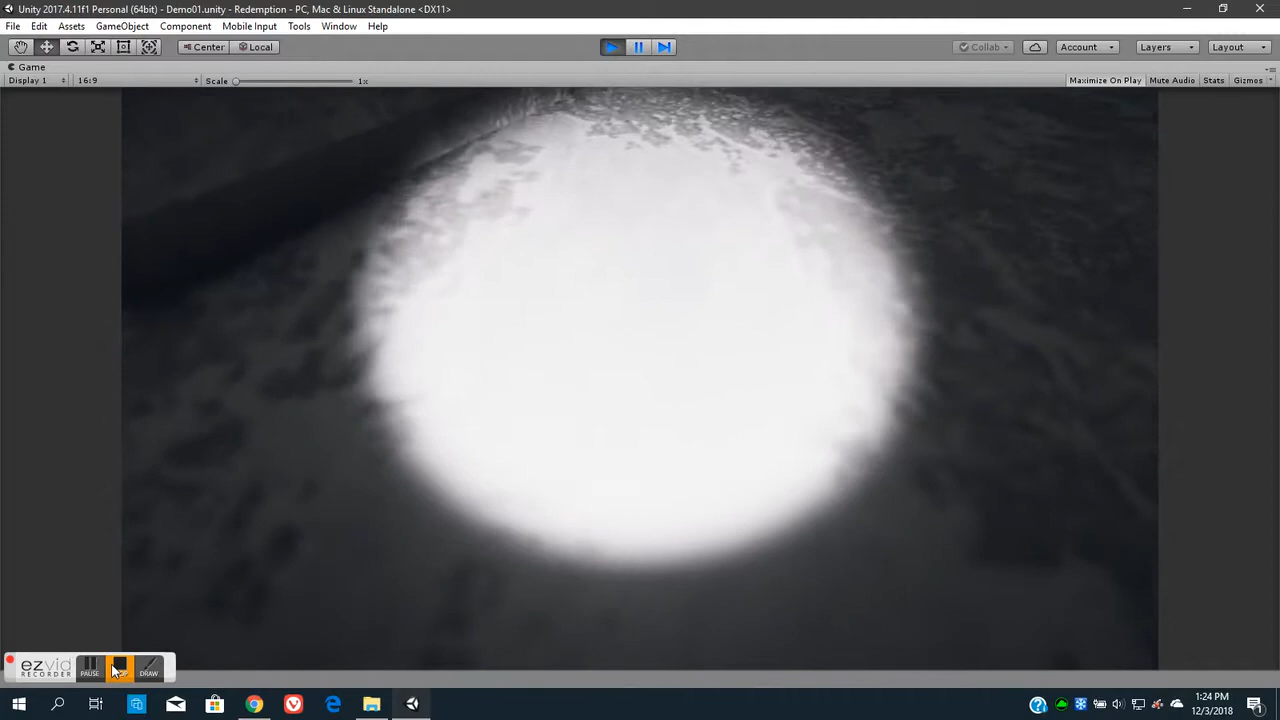 Unity 2017.4.11f1 Personal (64bit) - Demo01.unity - Redemption - PC, Mac & Linux Standalone <DX11>
File Edit Assets GameObject Component Mobile Input Tools Window Help
Center Local Collab Account Layers Layout
Game
Display 1 16:9 Scale 1x Maximize On Play Mute Audio Stats Gizmos
ezvid
RECORDER
PAUSE DRAW
1:24 PM
12/3/2018